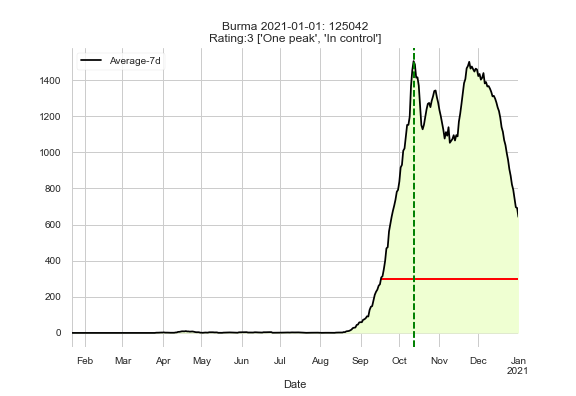 Burma 2021-01-01: 125042
Rating:3 ['One peak', 'In control']
Average-7d
1400
1200
1000
800
600
400
200
0
Feb Mar Apr May Jun Jul Aug Sep Oct Nov Dec Jan
2021
Date